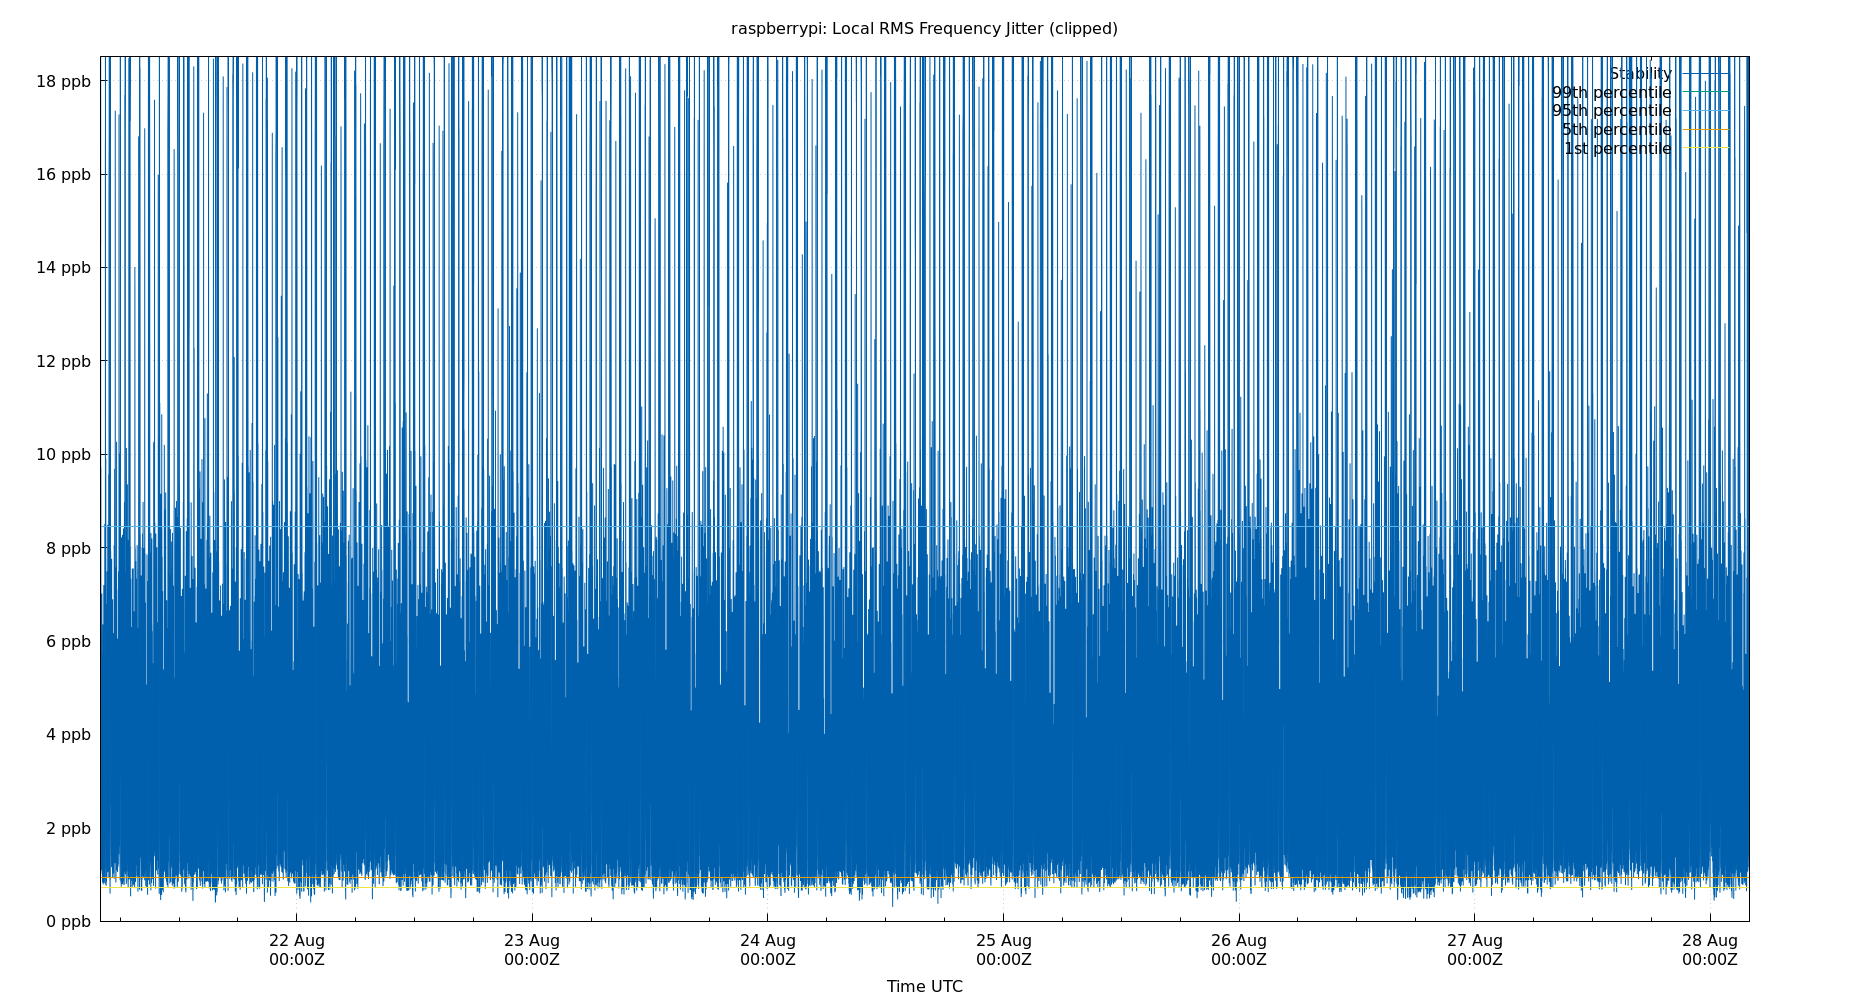 raspberrypi: Local RMS Frequency Jitter (clipped)
18 ppb
16 ppb
14 ppb
12 ppb
10 ppb
8 ppb
6 ppb
4 ppb
2 ppb
0 ppb
Stability
99th percentile
95th percentile
5th percentile
1st percentile
22 Aug 23 Aug 24 Aug 25 Aug 26 Aug 27 Aug 28 Aug
00:00Z 00:00Z 00:00Z 00:00Z 00:00Z 00:00Z 00:00Z
Time UTC